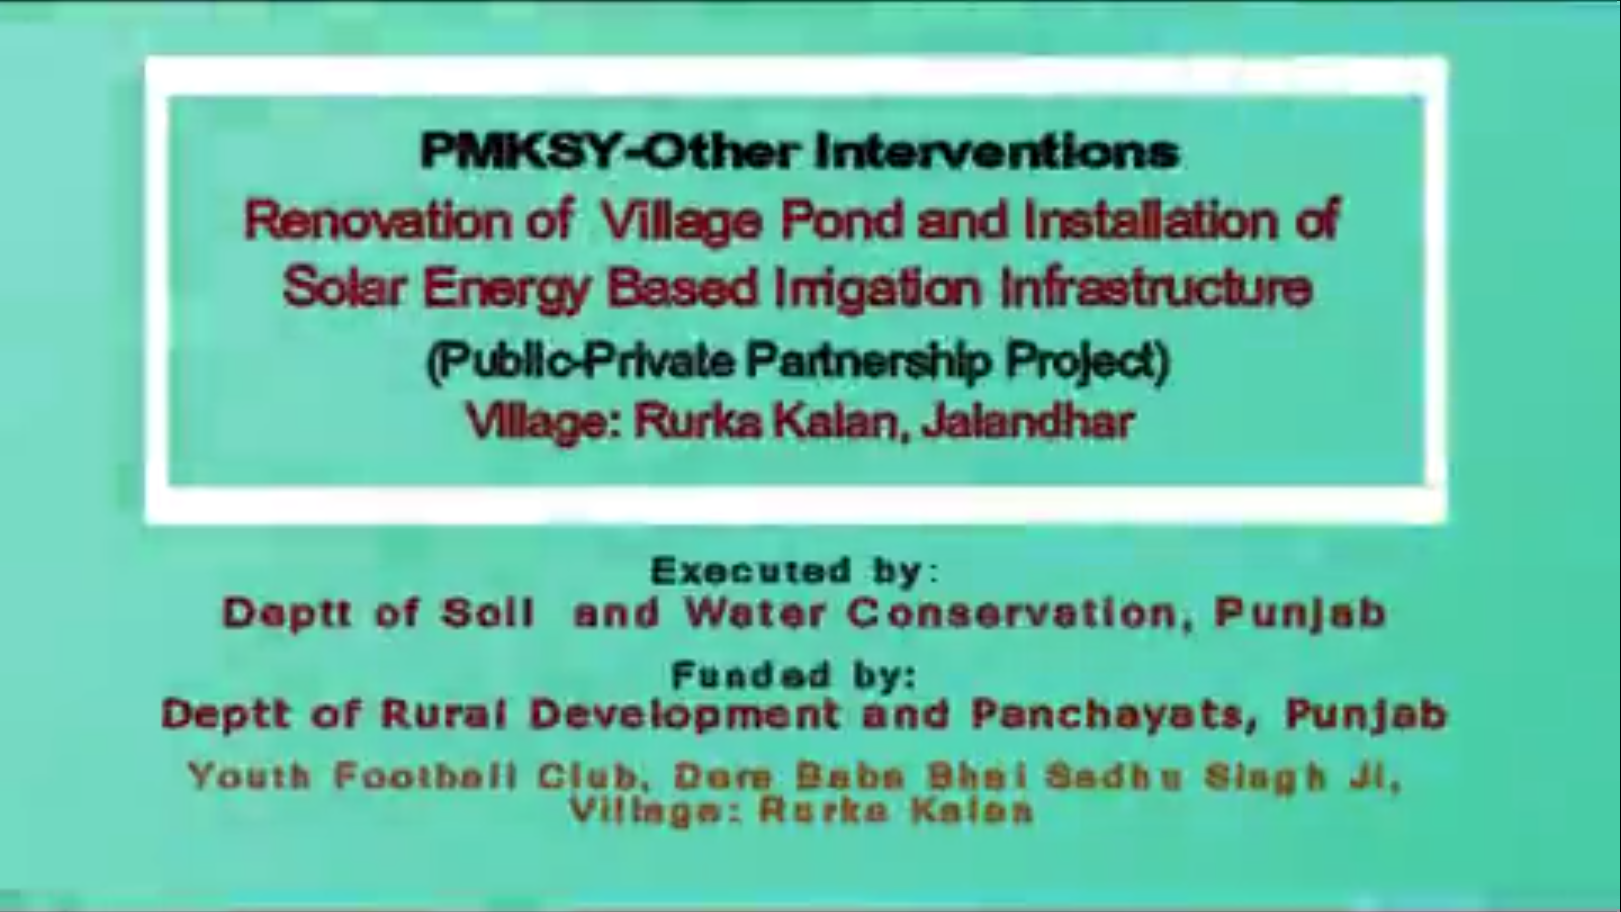 PMKSY-Other Interventions
Renovation of Village Pond and Installation of
Solar Energy Based Irrigation Infrastructure
(Public-Private Partnership Project)
Village: Rurka Kalan, Jalandhar
Executed by:
Deptt of Soil and Water Conservation, Punjab
Funded by:
Deptt of Rural Development and Panchayats, Punjab
Youth Football Club, Dera Baba Bhai Sadhu Singh Ji,
Village: Rurka Kalan